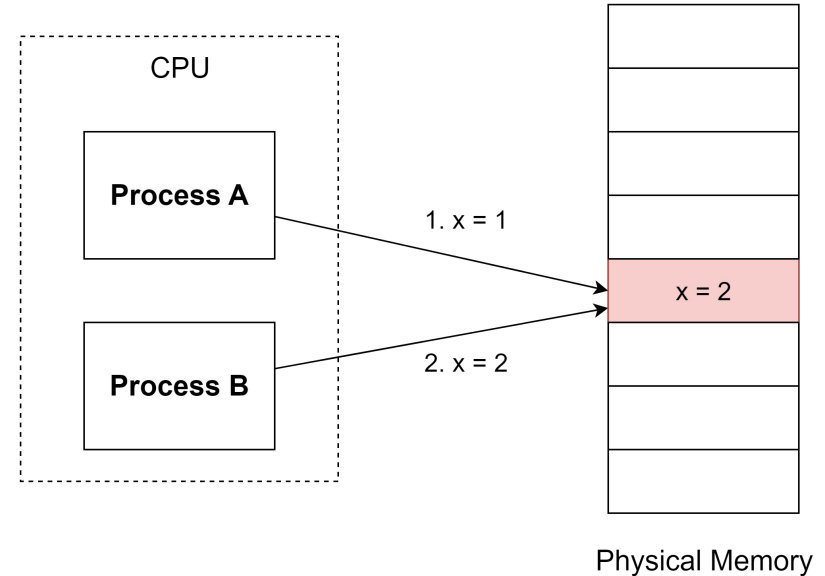 CPU
Process A
1. x = 1
x = 2
Process B
2. x = 2
Physical Memory